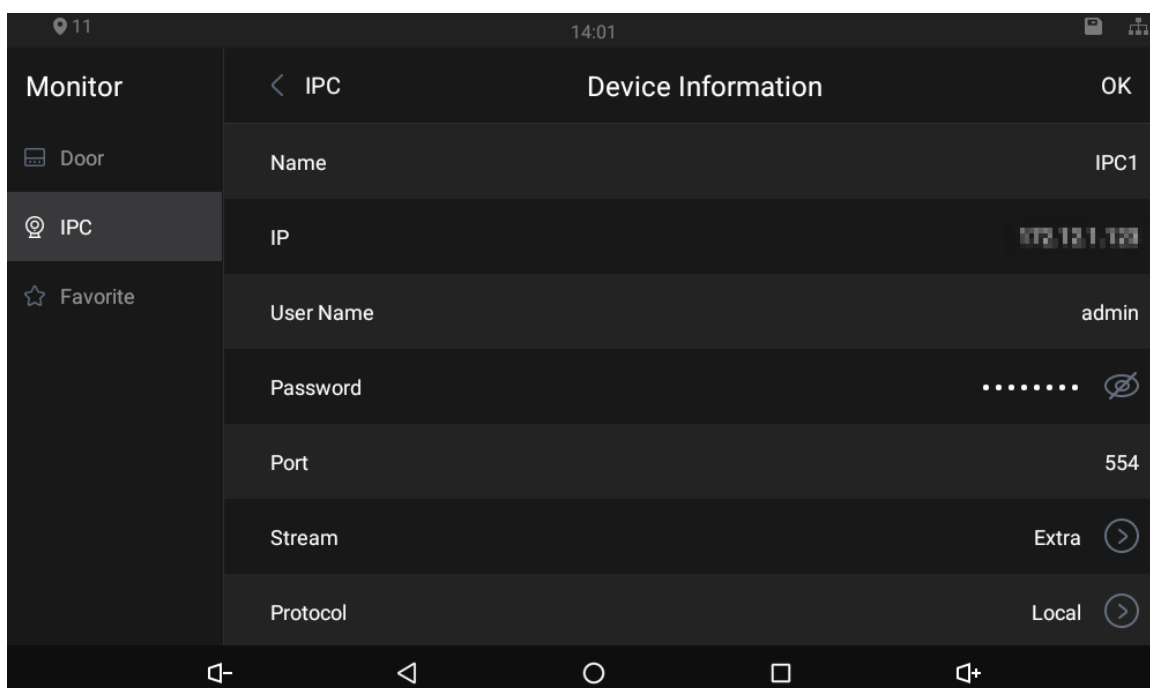 11
14:01
Monitor
IPC
Device Information
OK
Door
IPC
Favorite
Name
IPC1
IP
User Name
admin
Password
Port
554
Stream
Extra
Protocol
Local